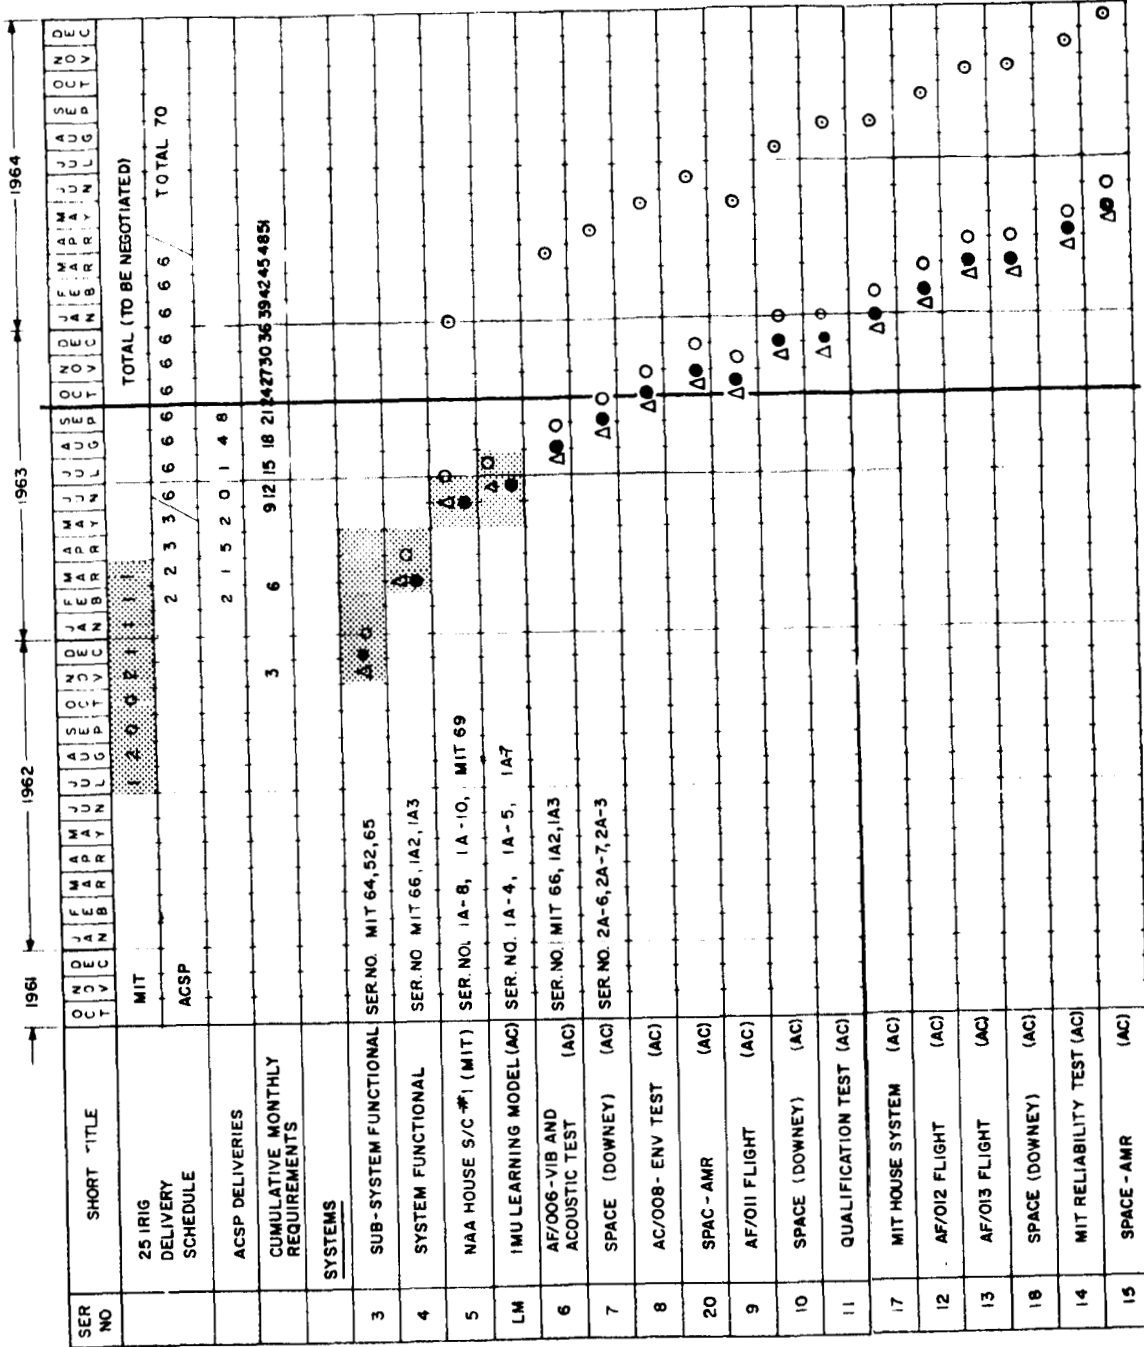 1961 1962 1963 1964
SER NO
SHORT TITLE
OCT NOV DEC JAN FEB MAR APR MAY JUN JUL AUG SEPT OCT NOV DEC JAN FEB MAR APR MAY JUN JUL AUG SEPT OCT NOV DEC JAN FEB MAR APR MAY JUN JUL AUG SEP OCT NOV DEC
25 IRIG
DELIVERY
SCHEDULE
MIT 1 2 0 0 2 1 1 1 1 TOTAL (TO BE NEGOTIATED)
ACSP 2 2 3 3 6 6 6 6 6 6 6 6 6 6 TOTAL 70
ACSP DELIVERIES 2 1 5 2 0 1 4 8
CUMULATIVE MONTHLY
REQUIREMENTS
3 6 9 12 15 18 21 24 27 30 36 39 42 45 48 51
SYSTEMS
3 SUB-SYSTEM FUNCTIONAL SER. NO. MIT 64, 52, 65
4 SYSTEM FUNCTIONAL SER. NO MIT 66, 1A2, 1A3
5 NAA HOUSE S/C #1 (MIT) SER. NO. 1A-8, 1A-10, MIT 69
LM IMU LEARNING MODEL (AC) SER. NO. 1A-4, 1A-5, 1A-7
6 AF/006-VIB AND
ACOUSTIC TEST (AC) SER. NO. MIT 66, 1A2, 1A3
7 SPACE (DOWNEY) (AC) SER. NO. 2A-6, 2A-7, 2A-3
8 AC/008- ENV TEST (AC)
20 SPAC-AMR (AC)
9 AF/011 FLIGHT (AC)
10 SPACE (DOWNEY) (AC)
11 QUALIFICATION TEST (AC)
17 MIT HOUSE SYSTEM (AC)
12 AF/012 FLIGHT (AC)
13 AF/013 FLIGHT (AC)
18 SPACE (DOWNEY) (AC)
14 MIT RELIABILITY TEST (AC)
15 SPACE-AMR (AC)